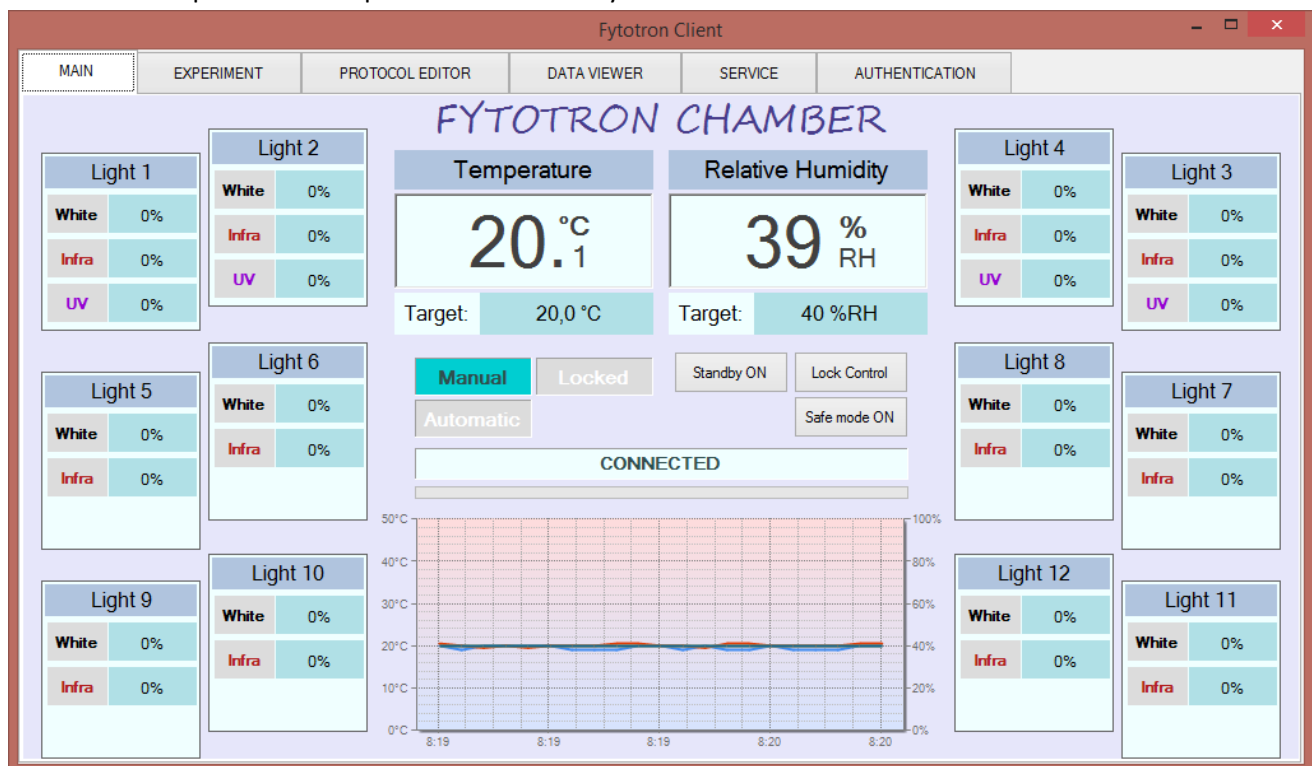 Fytotron Client
MAIN
EXPERIMENT
PROTOCOL EDITOR
DATA VIEWER
SERVICE
AUTHENTICATION
FYTOTRON CHAMBER
Light 1
White 0%
Infra 0%
UV 0%
Light 2
White 0%
Infra 0%
UV 0%
Temperature
20.1 °C
Target: 20,0 °C
Relative Humidity
39 % RH
Target: 40 %RH
Light 4
White 0%
Infra 0%
UV 0%
Light 3
White 0%
Infra 0%
UV 0%
Light 5
White 0%
Infra 0%
Light 6
White 0%
Infra 0%
Manual
Locked
Automatic
Standby ON
Lock Control
Safe mode ON
CONNECTED
Light 8
White 0%
Infra 0%
Light 7
White 0%
Infra 0%
Light 9
White 0%
Infra 0%
Light 10
White 0%
Infra 0%
50°C
40°C
30°C
20°C
10°C
0°C
100%
80%
60%
40%
20%
0%
8:19
8:19
8:19
8:20
8:20
Light 12
White 0%
Infra 0%
Light 11
White 0%
Infra 0%